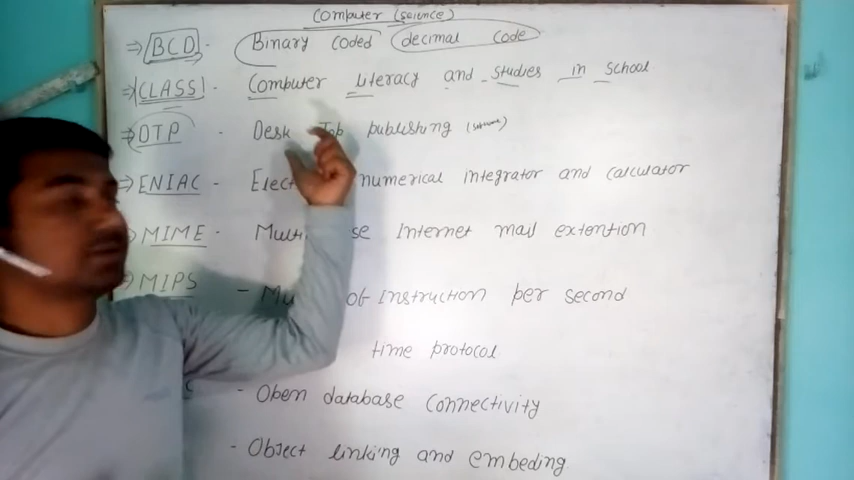 Computer (science)
⇒ BCD - Binary coded decimal code
⇒ CLASS - Computer Literacy and studies in School
⇒ DTP - Desk Top publishing
⇒ ENIAC - Elect numerical integrator and calculator
MIME - Multi se Internet mail extention
⇒ MIPS - Mu of instruction per second
time protocol
C - Open database connectivity
- Object linking and embeding